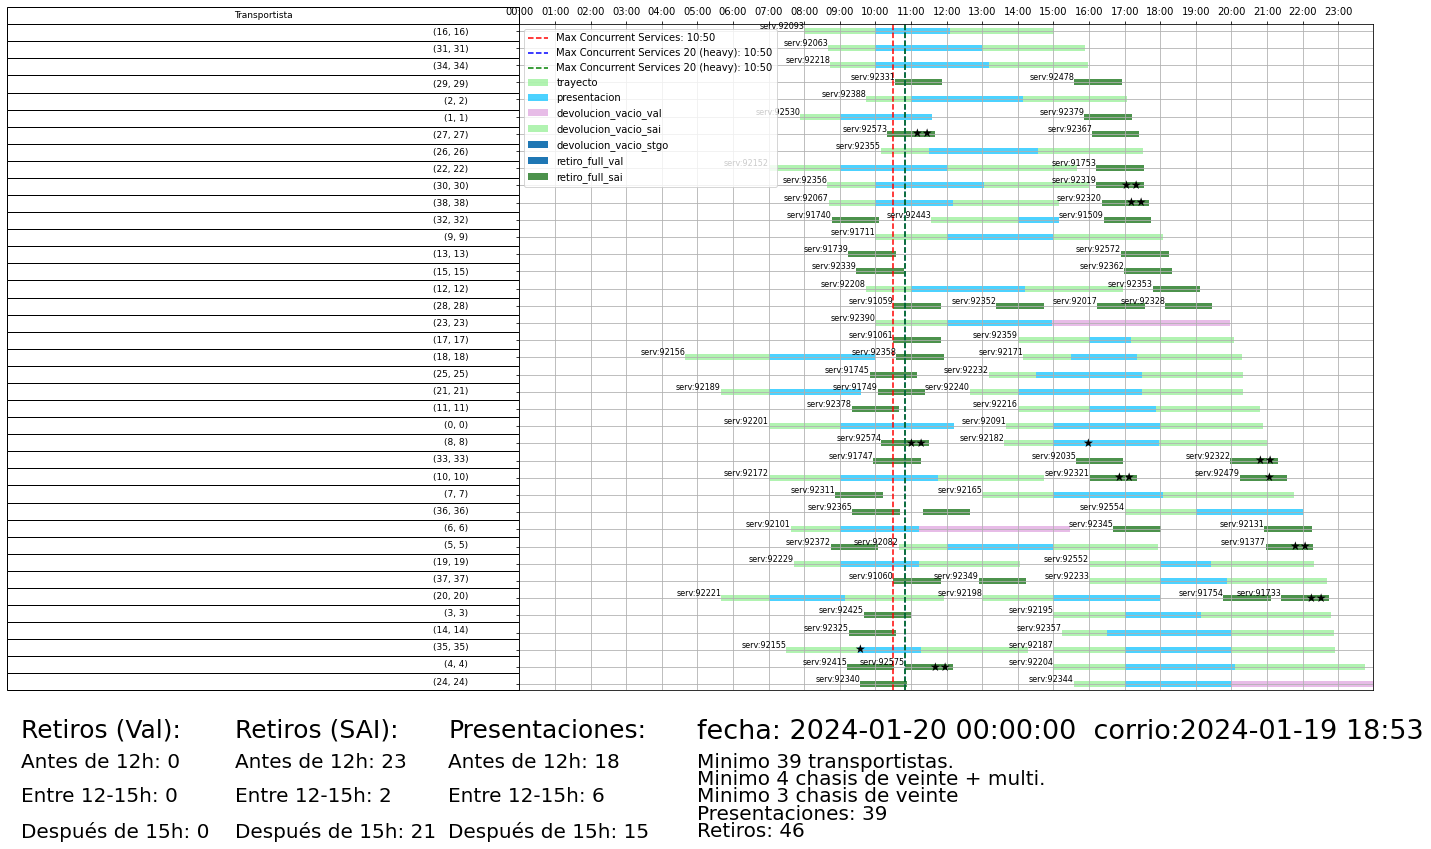 Transportista 00:00 01:00 02:00 03:00 04:00 05:00 06:00 07:00 08:00 09:00 10:00 11:00 12:00 13:00 14:00 15:00 16:00 17:00 18:00 19:00 20:00 21:00 22:00 23:00
Max Concurrent Services: 10:50
Max Concurrent Services 20 (heavy): 10:50
Max Concurrent Services 20 (heavy): 10:50
trayecto
presentacion
devolucion_vacio_val
devolucion_vacio_sai
devolucion_vacio_stgo
retiro_full_val
retiro_full_sai
(16, 16) serv:92093
(31, 31) serv:92063
(34, 34) serv:92218
(29, 29) serv:92331 serv:92478
(2, 2) serv:92388
(1, 1) serv:92530 serv:92379
(27, 27) serv:92573 serv:92367
(26, 26) serv:92355
(22, 22) serv:92152 serv:91753
(30, 30) serv:92356 serv:92319
(38, 38) serv:92067 serv:92320
(32, 32) serv:91740 serv:92443 serv:91509
(9, 9) serv:91711
(13, 13) serv:91739 serv:92572
(15, 15) serv:92339 serv:92362
(12, 12) serv:92208 serv:92353
(28, 28) serv:91059 serv:92352 serv:92017 serv:92328
(23, 23) serv:92390
(17, 17) serv:91061 serv:92359
(18, 18) serv:92156 serv:92358 serv:92171
(25, 25) serv:91745 serv:92232
(21, 21) serv:92189 serv:91749 serv:92240
(11, 11) serv:92378 serv:92216
(0, 0) serv:92201 serv:92091
(8, 8) serv:92574 serv:92182
(33, 33) serv:91747 serv:92035 serv:92322
(10, 10) serv:92172 serv:92321 serv:92479
(7, 7) serv:92311 serv:92165
(36, 36) serv:92365 serv:92554
(6, 6) serv:92101 serv:92345 serv:92131
(5, 5) serv:92372 serv:92082 serv:91377
(19, 19) serv:92229 serv:92552
(37, 37) serv:91060 serv:92349 serv:92233
(20, 20) serv:92221 serv:92198 serv:91754 serv:91733
(3, 3) serv:92425 serv:92195
(14, 14) serv:92325 serv:92357
(35, 35) serv:92155 serv:92187
(4, 4) serv:92415 serv:92575 serv:92204
(24, 24) serv:92340 serv:92344
Retiros (Val):
Antes de 12h: 0
Entre 12-15h: 0
Después de 15h: 0
Retiros (SAI):
Antes de 12h: 23
Entre 12-15h: 2
Después de 15h: 21
Presentaciones:
Antes de 12h: 18
Entre 12-15h: 6
Después de 15h: 15
fecha: 2024-01-20 00:00:00 corrio:2024-01-19 18:53
Minimo 39 transportistas.
Minimo 4 chasis de veinte + multi.
Minimo 3 chasis de veinte
Presentaciones: 39
Retiros: 46